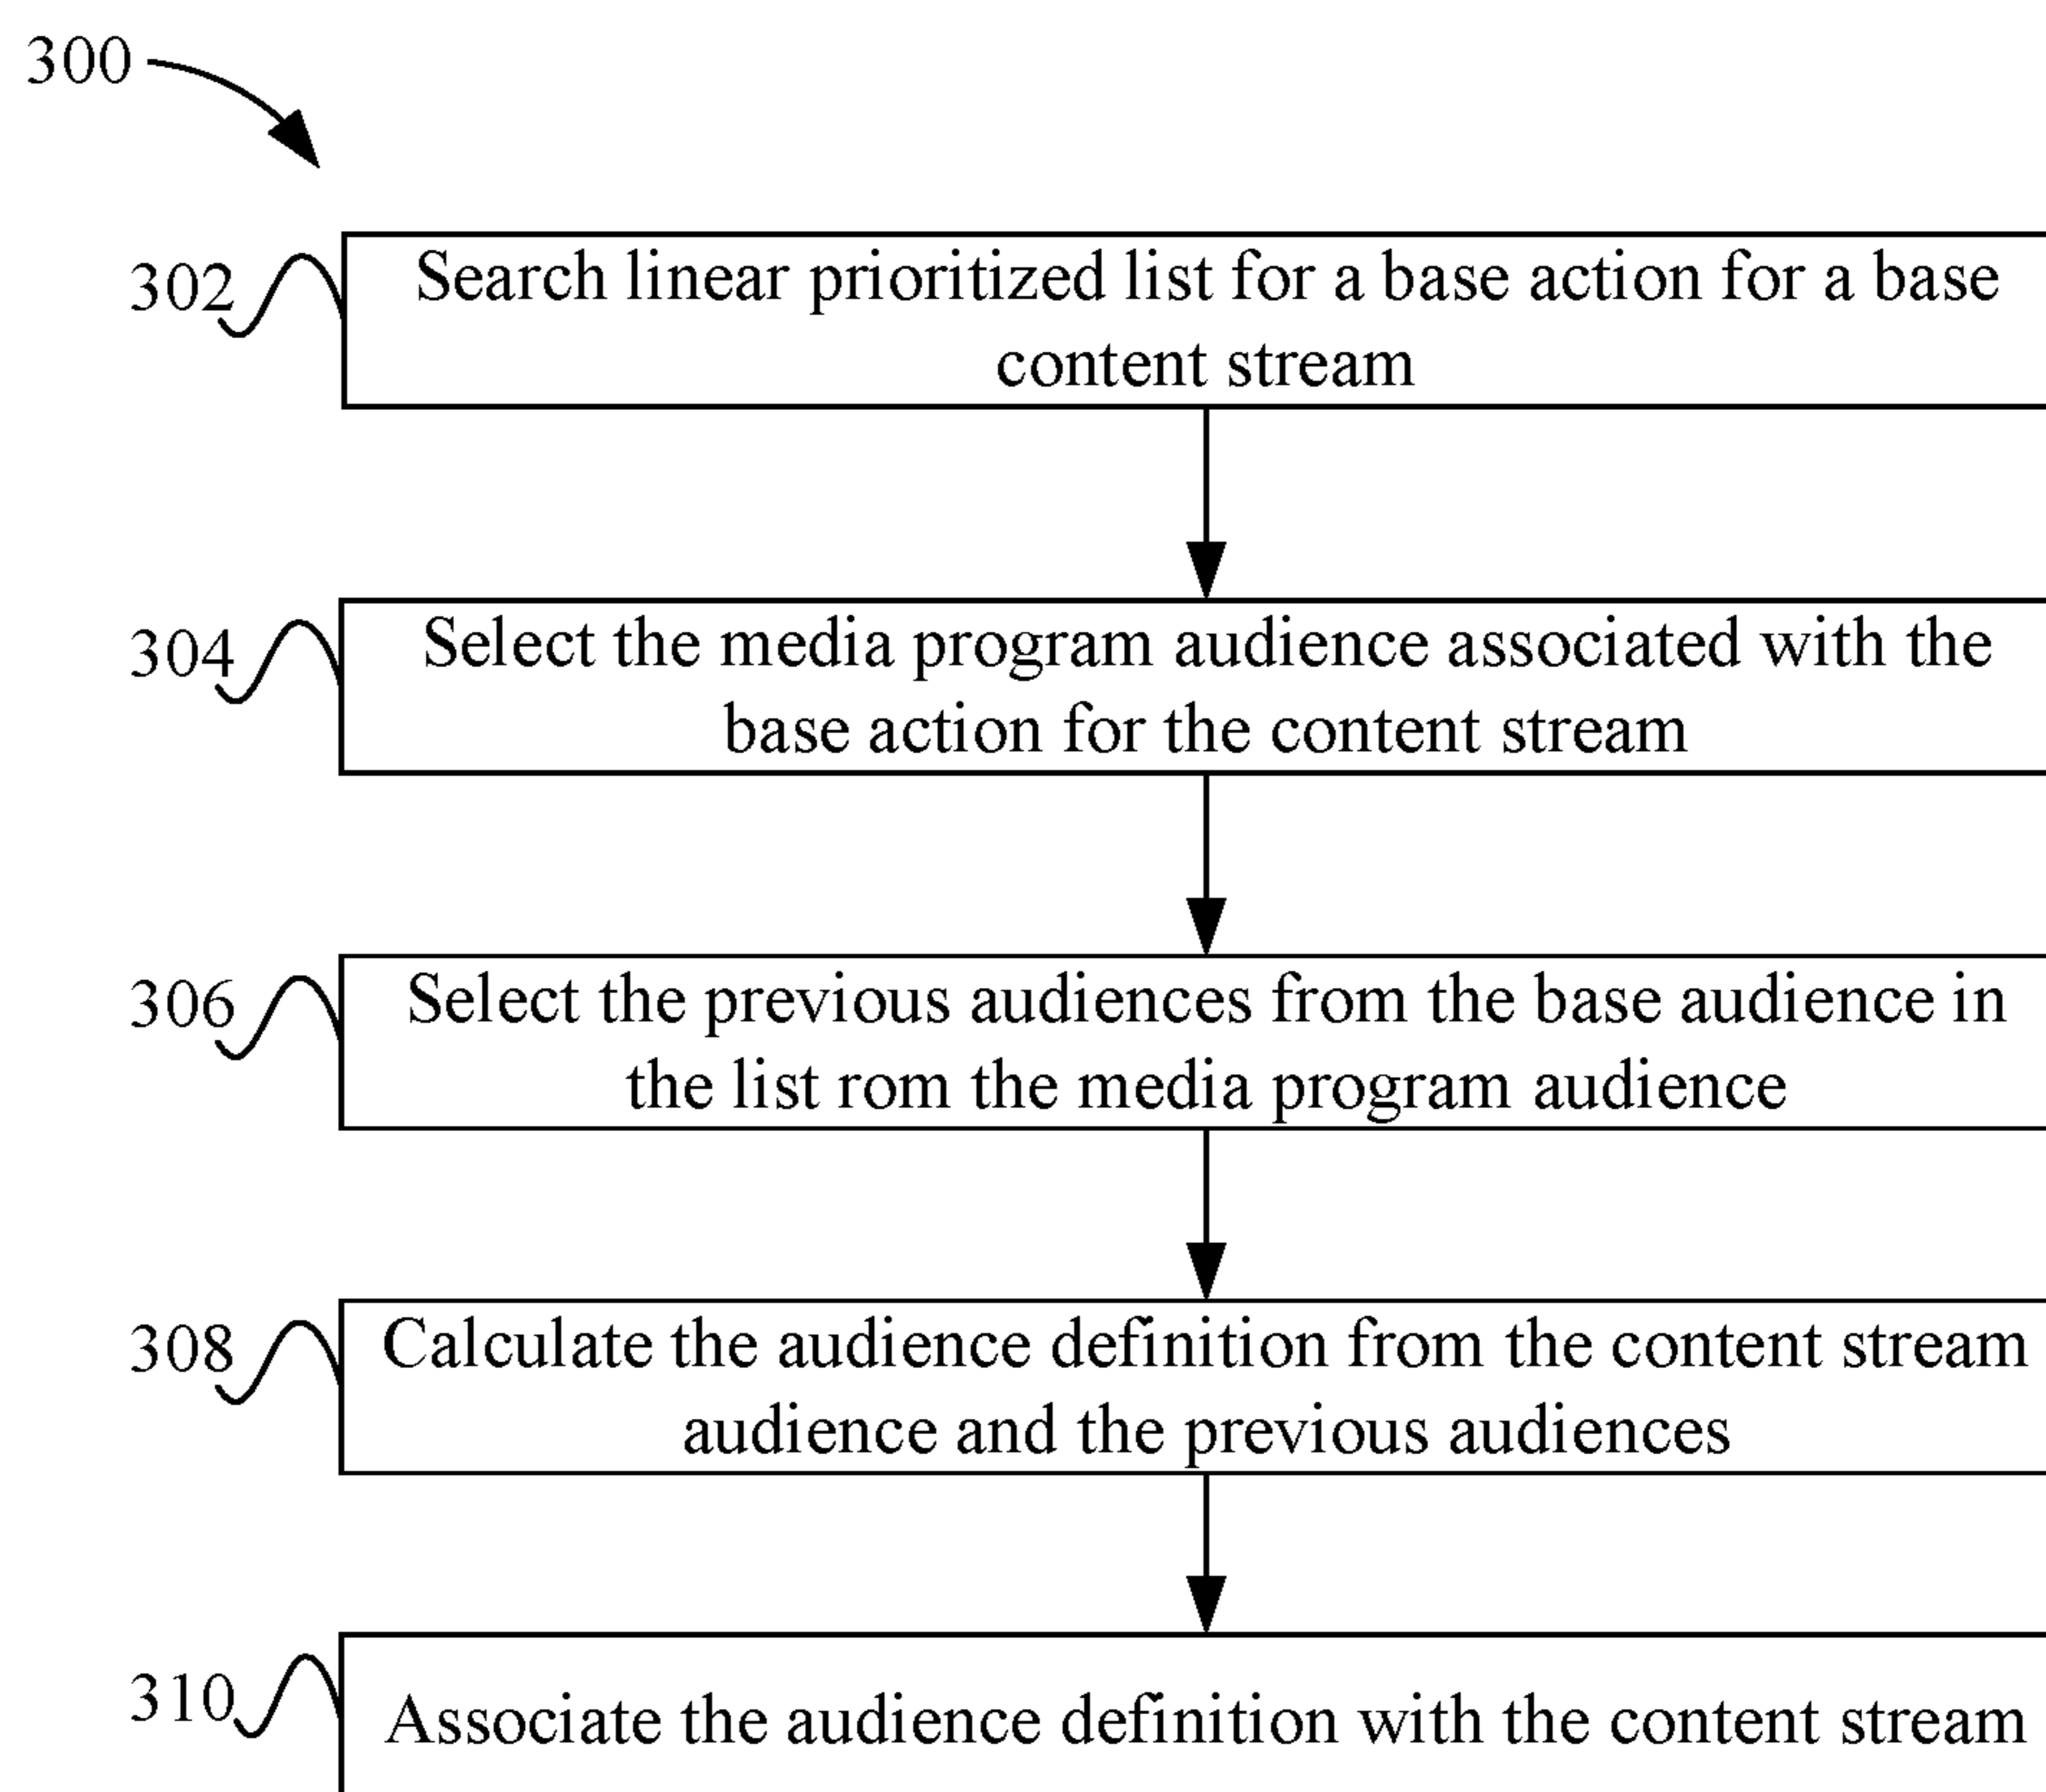 300
302
Search linear prioritized list for a base action for a base
content stream
304
Select the media program audience associated with the
base action for the content stream
306
Select the previous audiences from the base audience in
the list rom the media program audience
308
Calculate the audience definition from the content stream
audience and the previous audiences
310
Associate the audience definition with the content stream